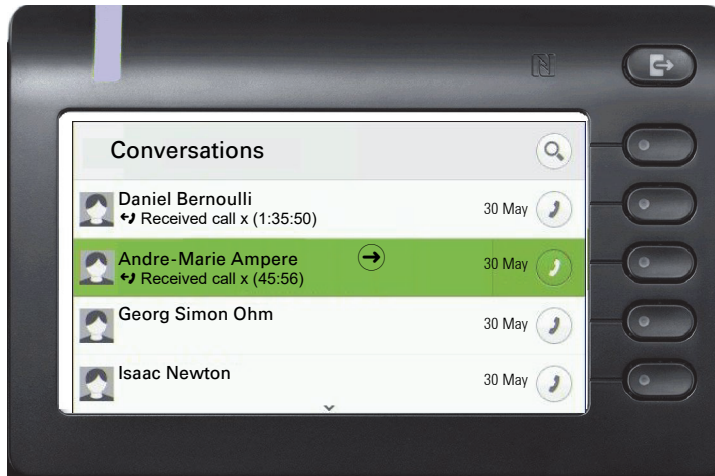 Conversations
Daniel Bernoulli
Received call x (1:35:50)
30 May
Andre-Marie Ampere
Received call x (45:56)
30 May
Georg Simon Ohm
30 May
Isaac Newton
30 May